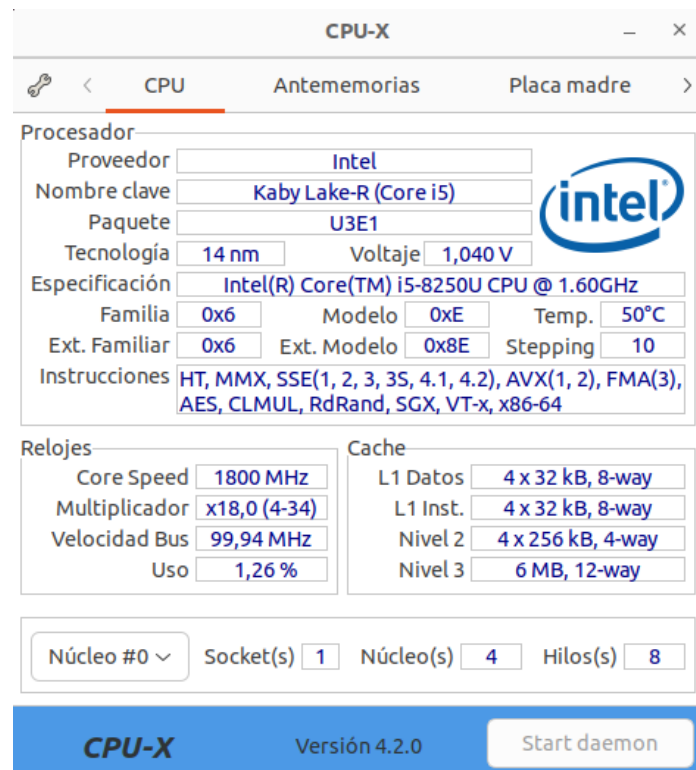 CPU-X
CPU Antememorias Placa madre
Procesador
Proveedor Intel
Nombre clave Kaby Lake-R (Core i5)
Paquete U3E1
intel
Tecnología 14 nm Voltaje 1,040 V
Especificación Intel(R) Core(TM) i5-8250U CPU @ 1.60GHz
Familia 0x6 Modelo 0xE Temp. 50°C
Ext. Familiar 0x6 Ext. Modelo 0x8E Stepping 10
Instrucciones HT, MMX, SSE(1, 2, 3, 3S, 4.1, 4.2), AVX(1, 2), FMA(3),
AES, CLMUL, RdRand, SGX, VT-x, x86-64
Relojes
Core Speed 1800 MHz
Multiplicador x18,0 (4-34)
Velocidad Bus 99,94 MHz
Uso 1,26 %
Cache
L1 Datos 4 x 32 kB, 8-way
L1 Inst. 4 x 32 kB, 8-way
Nivel 2 4 x 256 kB, 4-way
Nivel 3 6 MB, 12-way
Núcleo #0 Socket(s) 1 Núcleo(s) 4 Hilos(s) 8
CPU-X Versión 4.2.0 Start daemon